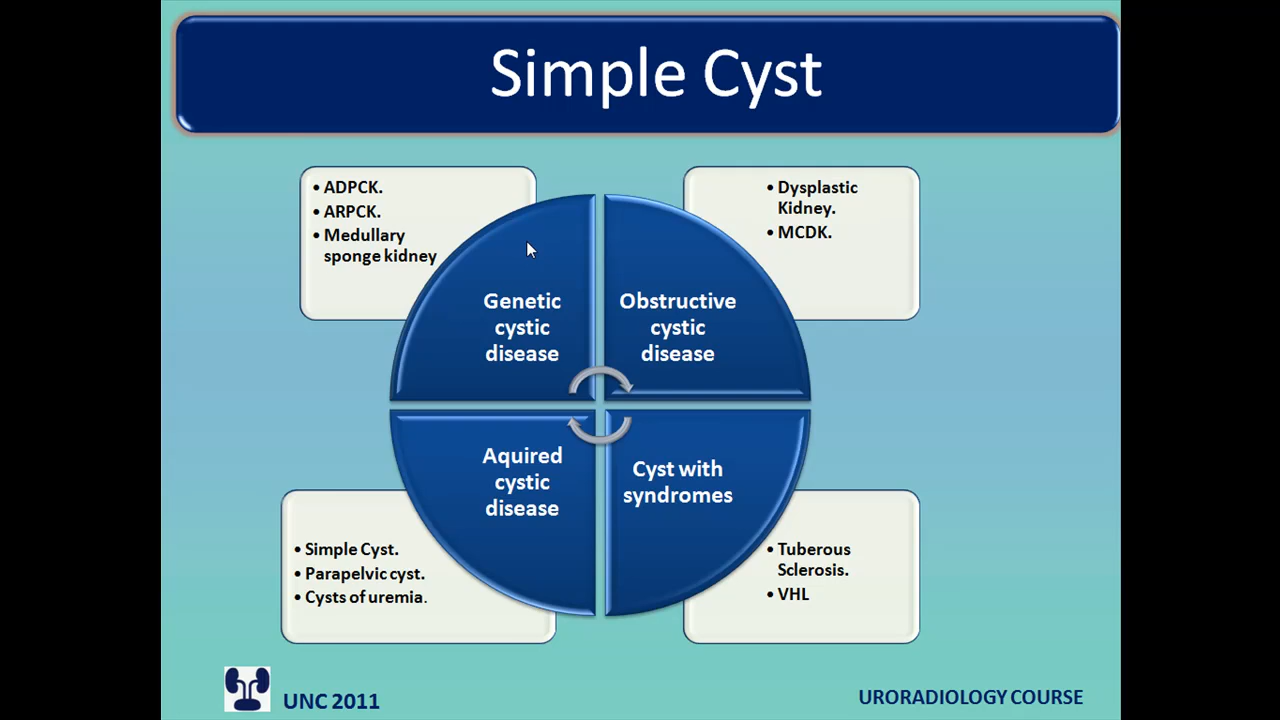 Simple Cyst
• ADPCK.
• ARPCK.
• Medullary
sponge kidney
• Dysplastic
Kidney.
• MCDK.
Genetic
cystic
disease
Obstructive
cystic
disease
Aquired
cystic
disease
Cyst with
syndromes
• Simple Cyst.
• Parapelvic cyst.
• Cysts of uremia.
• Tuberous
Sclerosis.
• VHL
UNC 2011
URORADIOLOGY COURSE